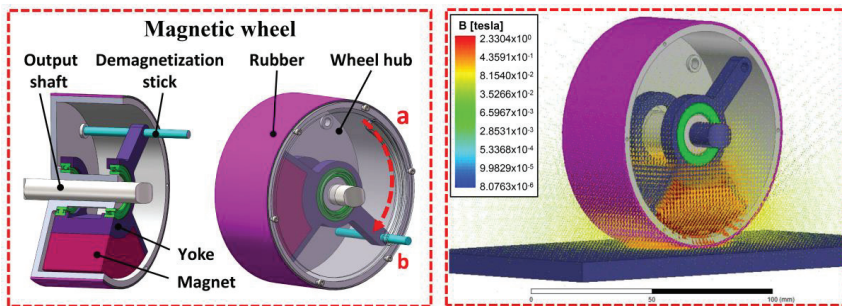 Magnetic wheel
Output shaft
Demagnetization stick
Rubber
Wheel hub
a
b
Yoke
Magnet
B [tesla]
2.3304x10⁰
4.3591x10⁻¹
8.1540x10⁻²
3.5266x10⁻²
6.5967x10⁻³
2.8531x10⁻³
5.3368x10⁻⁴
9.9829x10⁻⁵
8.0763x10⁻⁶
0
50
100 (mm)